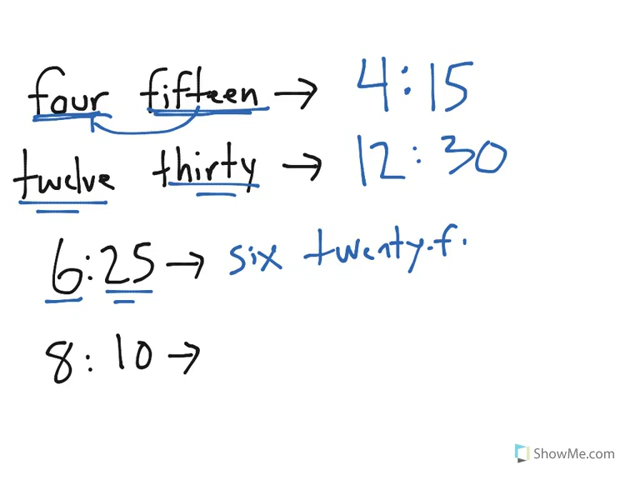 four fifteen → 4:15
twelve thirty → 12:30
6:25 → six twenty-f.
8:10 →
ShowMe.com